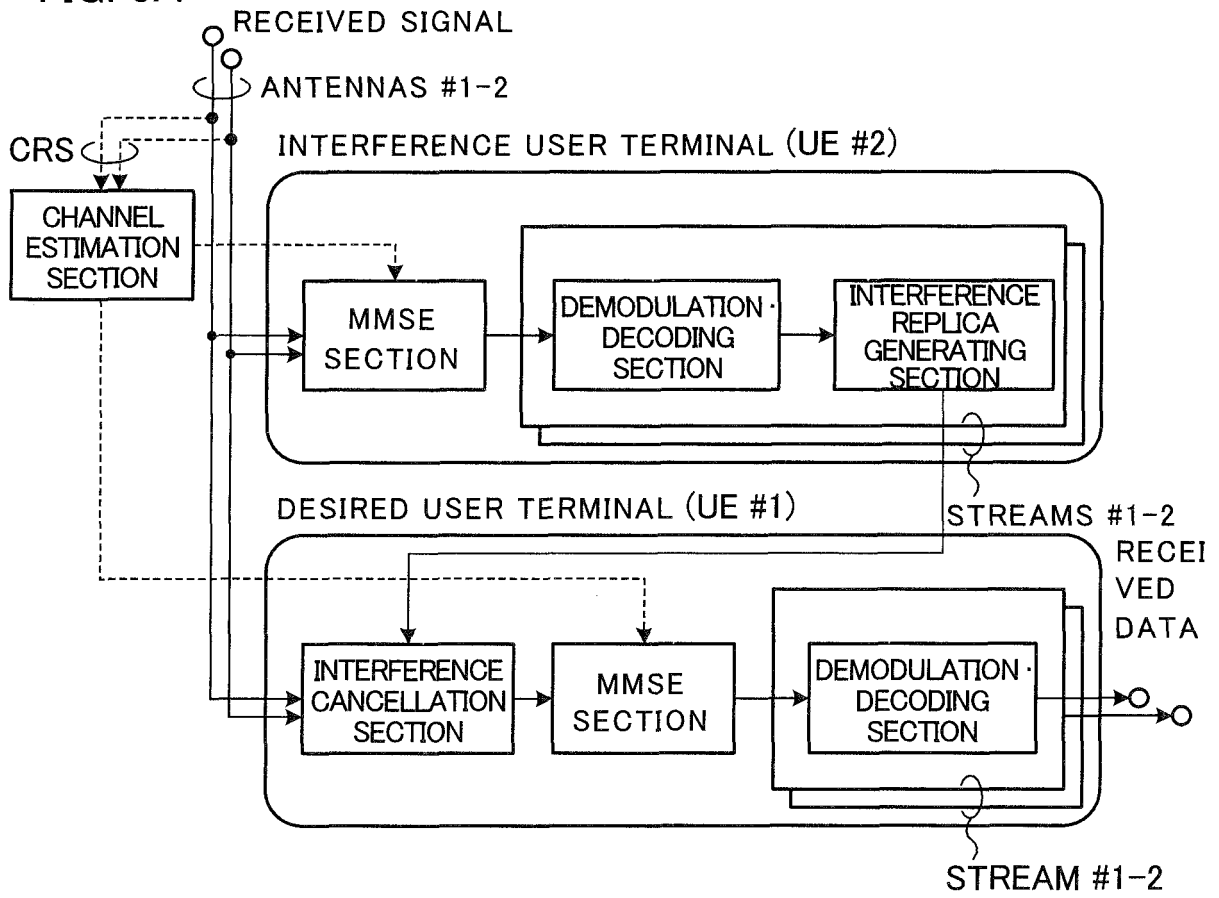 RECEIVED SIGNAL
ANTENNAS #1-2
CRS
INTERFERENCE USER TERMINAL (UE #2)
CHANNEL
ESTIMATION
SECTION
MMSE
SECTION
DEMODULATION·
DECODING
SECTION
INTERFERENCE
REPLICA
GENERATING
SECTION
STREAMS #1-2
DESIRED USER TERMINAL (UE #1)
RECEI
VED
DATA
INTERFERENCE
CANCELLATION
SECTION
MMSE
SECTION
DEMODULATION·
DECODING
SECTION
STREAM #1-2